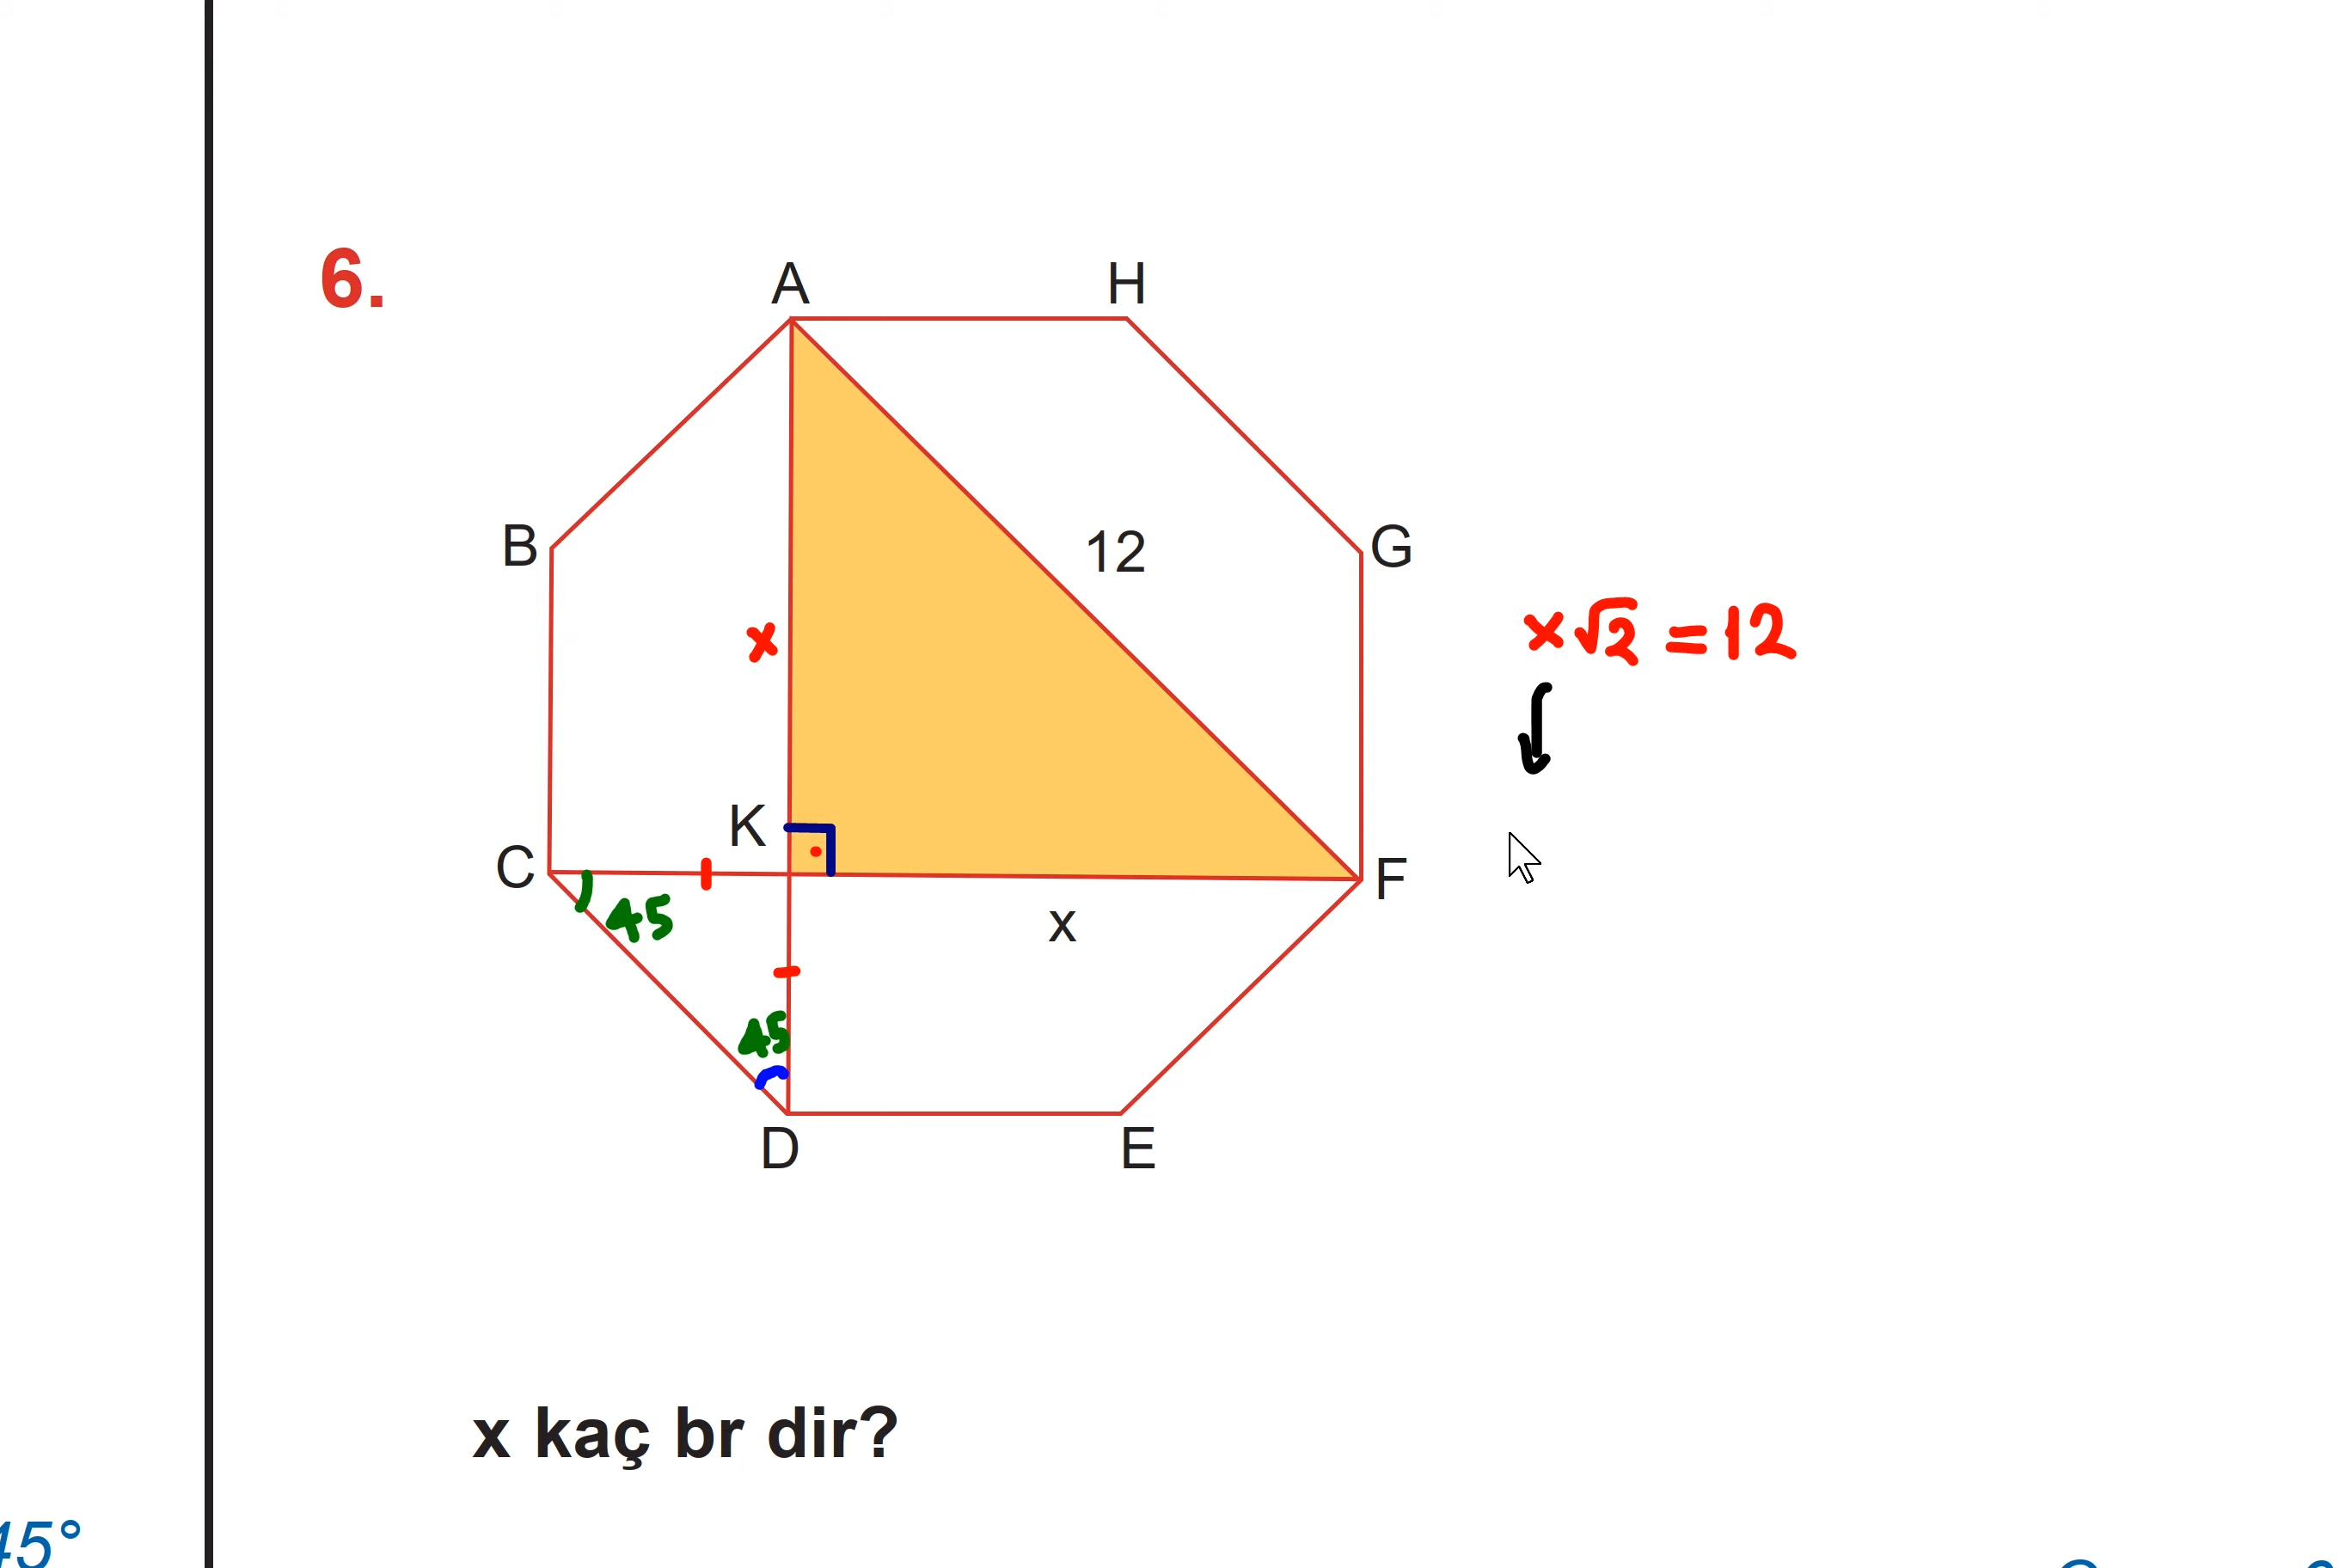 6.
A H
B 12 G
x
x√2 = 12
K
C F
45 x
45
D E
x kaç br dir?
45°